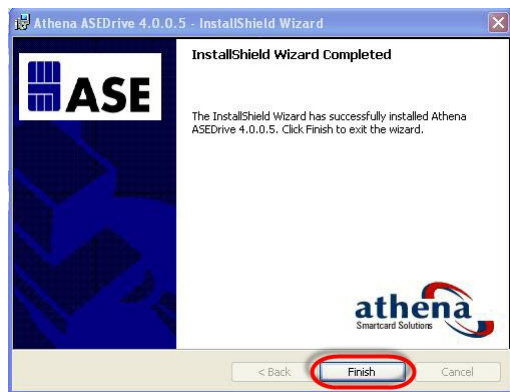 Athena ASEDrive 4.0.0.5 - InstallShield Wizard
InstallShield Wizard Completed
ASE
The InstallShield Wizard has successfully installed Athena
ASEDrive 4.0.0.5. Click Finish to exit the wizard.
athena
Smartcard Solutions
< Back
Finish
Cancel